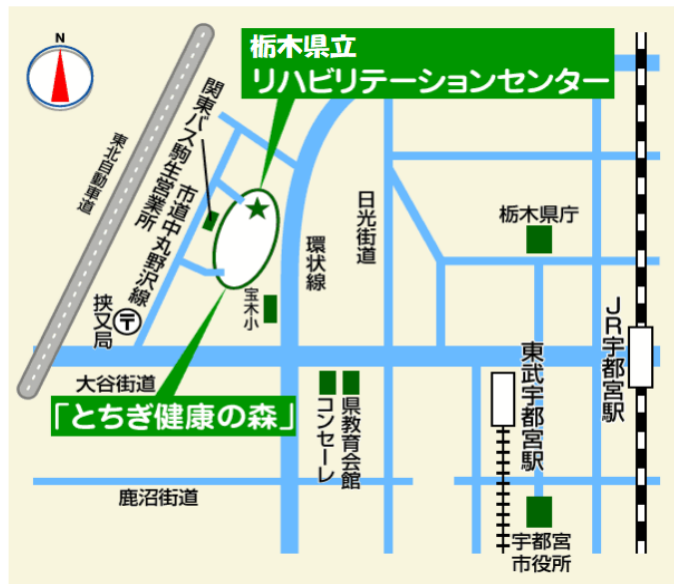 N
栃木県立
リハビリテーションセンター
東北自動車道
関東バス駒生営業所
市道中丸野沢線
挟又局
〒
宝木小
環状線
日光街道
栃木県庁
JR宇都宮駅
東武宇都宮駅
大谷街道
「とちぎ健康の森」
コンセーレ
県教育会館
鹿沼街道
宇都宮
市役所